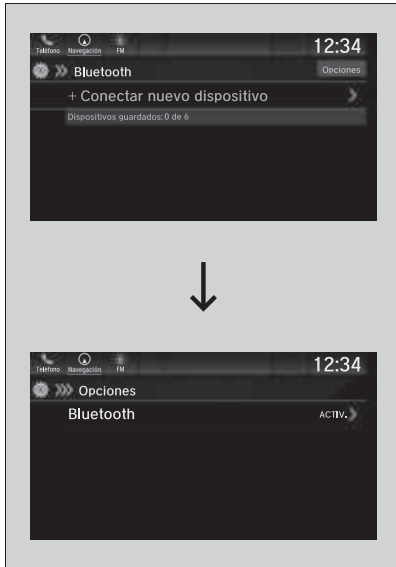 Teléfono Navegación FM 12:34
Bluetooth Opciones
+ Conectar nuevo dispositivo
Dispositivos guardados: 0 de 6
Teléfono Navegación FM 12:34
Opciones
Bluetooth ACTIV.